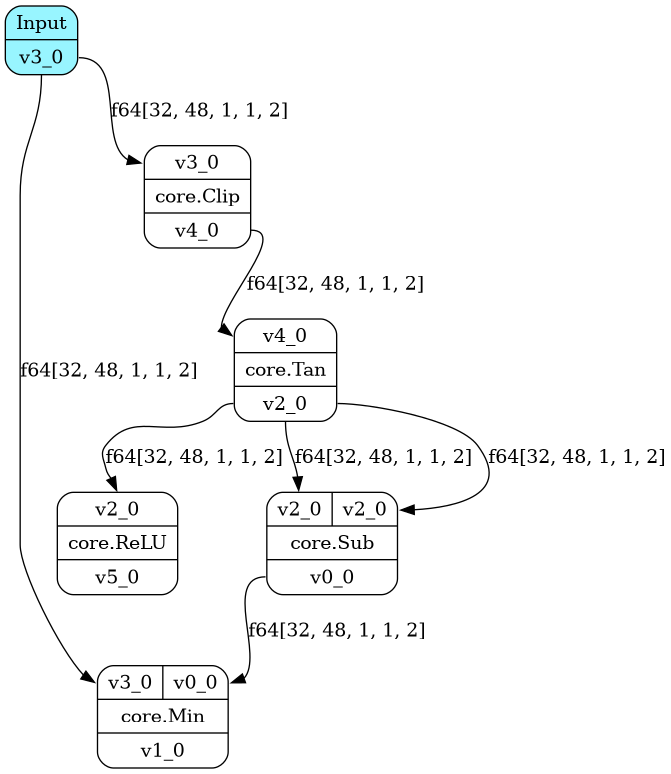 Input
v3_0
f64[32, 48, 1, 1, 2]
v3_0
core.Clip
v4_0
f64[32, 48, 1, 1, 2]
v4_0
core.Tan
v2_0
f64[32, 48, 1, 1, 2]
f64[32, 48, 1, 1, 2]
f64[32, 48, 1, 1, 2]
f64[32, 48, 1, 1, 2]
v2_0
core.ReLU
v5_0
v2_0 v2_0
core.Sub
v0_0
f64[32, 48, 1, 1, 2]
v3_0 v0_0
core.Min
v1_0